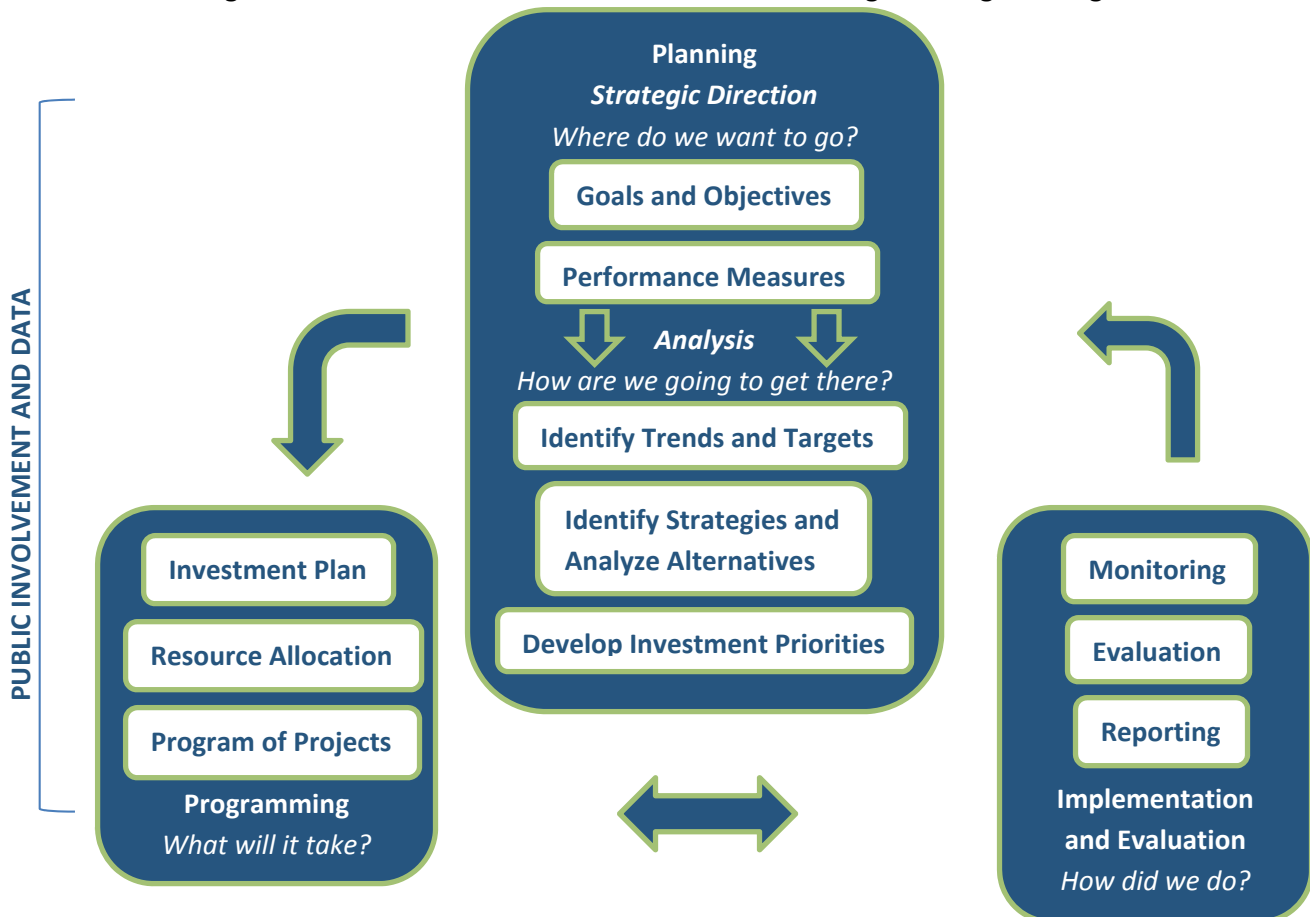 Planning
Strategic Direction
Where do we want to go?
Goals and Objectives
Performance Measures
Analysis
How are we going to get there?
Identify Trends and Targets
Identify Strategies and
Analyze Alternatives
Develop Investment Priorities
PUBLIC INVOLVEMENT AND DATA
Investment Plan
Resource Allocation
Program of Projects
Programming
What will it take?
Monitoring
Evaluation
Reporting
Implementation
and Evaluation
How did we do?